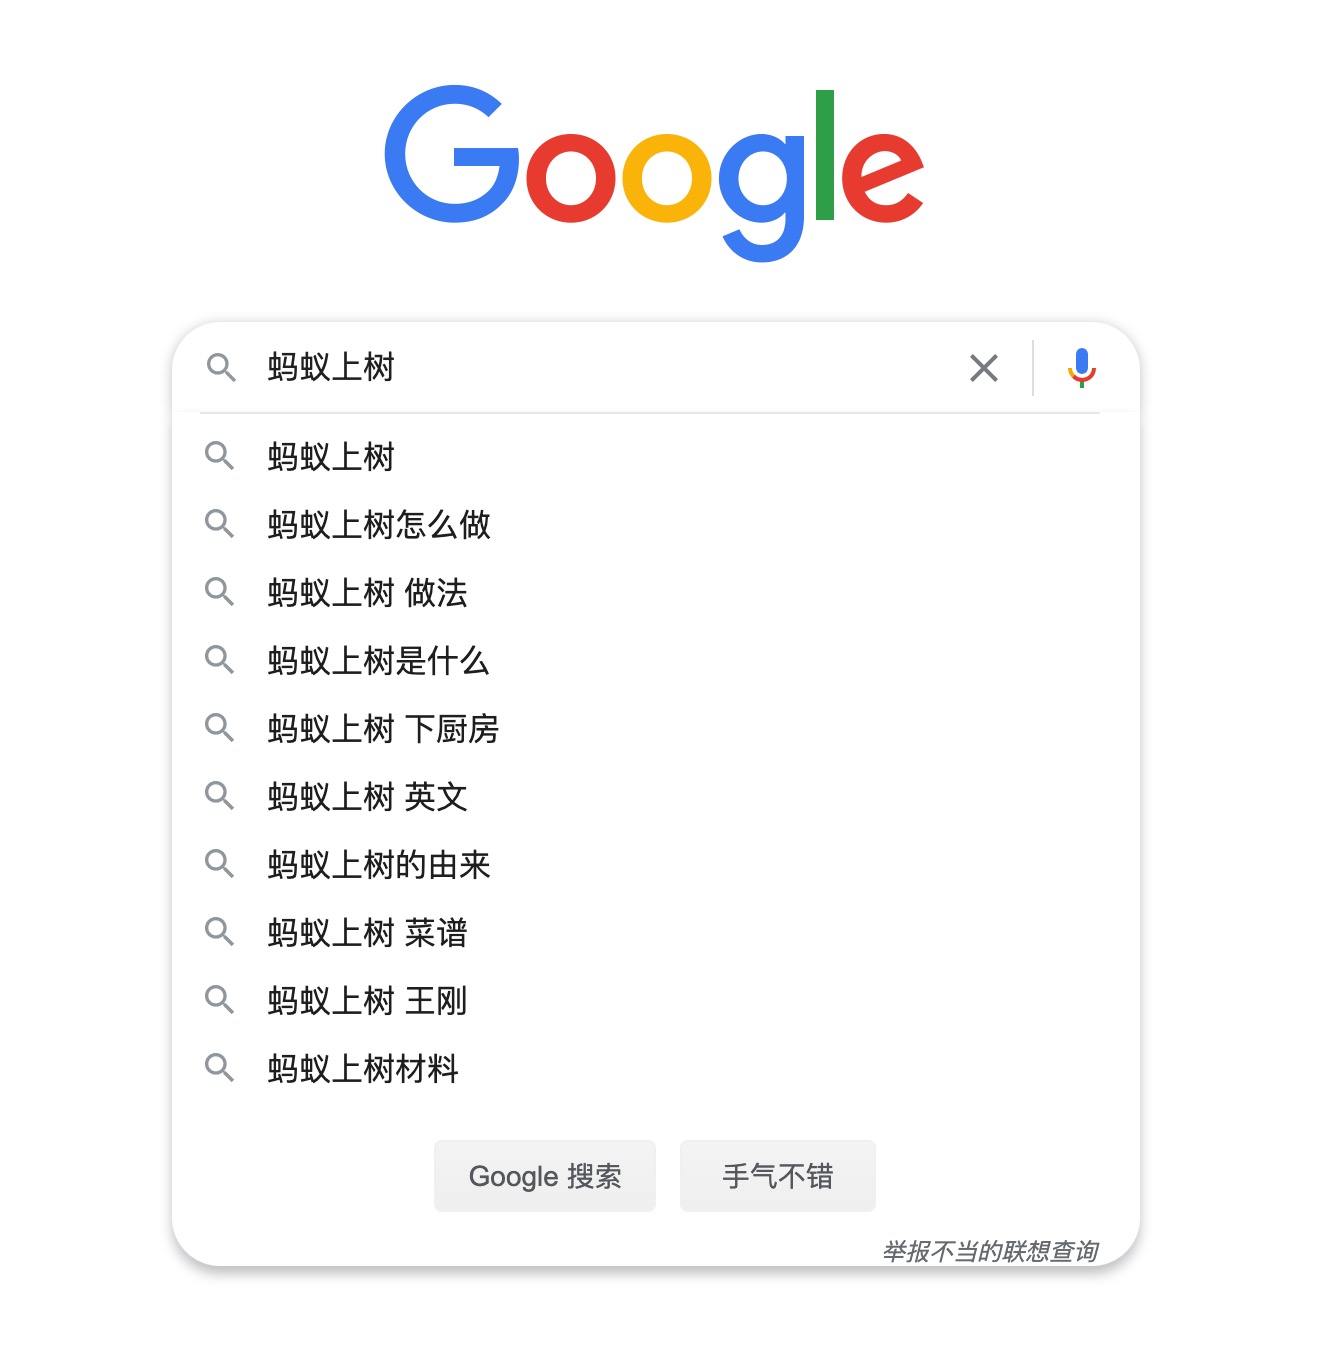 Google
蚂蚁上树
蚂蚁上树
蚂蚁上树怎么做
蚂蚁上树 做法
蚂蚁上树是什么
蚂蚁上树 下厨房
蚂蚁上树 英文
蚂蚁上树的由来
蚂蚁上树 菜谱
蚂蚁上树 王刚
蚂蚁上树材料
Google 搜索 手气不错
举报不当的联想查询